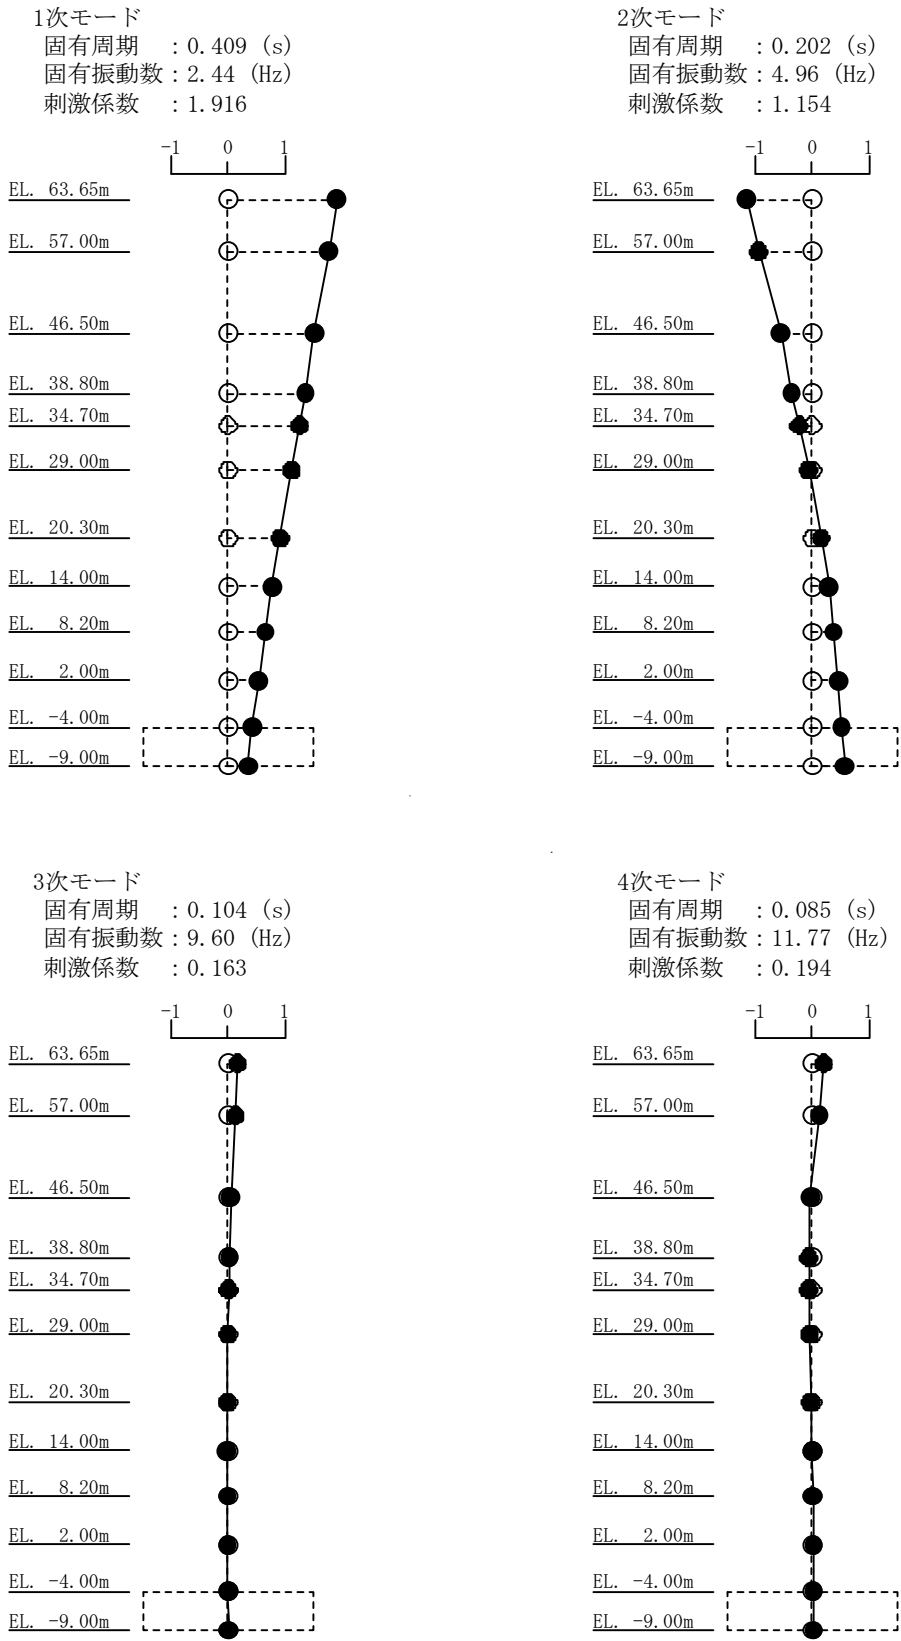 1次モード
固有周期 :0.409 (s)
固有振動数:2.44 (Hz)
刺激係数 :1.916
-1 0 1
EL. 63.65m
EL. 57.00m
EL. 46.50m
EL. 38.80m
EL. 34.70m
EL. 29.00m
EL. 20.30m
EL. 14.00m
EL. 8.20m
EL. 2.00m
EL. -4.00m
EL. -9.00m
2次モード
固有周期 :0.202 (s)
固有振動数:4.96 (Hz)
刺激係数 :1.154
-1 0 1
EL. 63.65m
EL. 57.00m
EL. 46.50m
EL. 38.80m
EL. 34.70m
EL. 29.00m
EL. 20.30m
EL. 14.00m
EL. 8.20m
EL. 2.00m
EL. -4.00m
EL. -9.00m
3次モード
固有周期 :0.104 (s)
固有振動数:9.60 (Hz)
刺激係数 :0.163
-1 0 1
EL. 63.65m
EL. 57.00m
EL. 46.50m
EL. 38.80m
EL. 34.70m
EL. 29.00m
EL. 20.30m
EL. 14.00m
EL. 8.20m
EL. 2.00m
EL. -4.00m
EL. -9.00m
4次モード
固有周期 :0.085 (s)
固有振動数:11.77 (Hz)
刺激係数 :0.194
-1 0 1
EL. 63.65m
EL. 57.00m
EL. 46.50m
EL. 38.80m
EL. 34.70m
EL. 29.00m
EL. 20.30m
EL. 14.00m
EL. 8.20m
EL. 2.00m
EL. -4.00m
EL. -9.00m